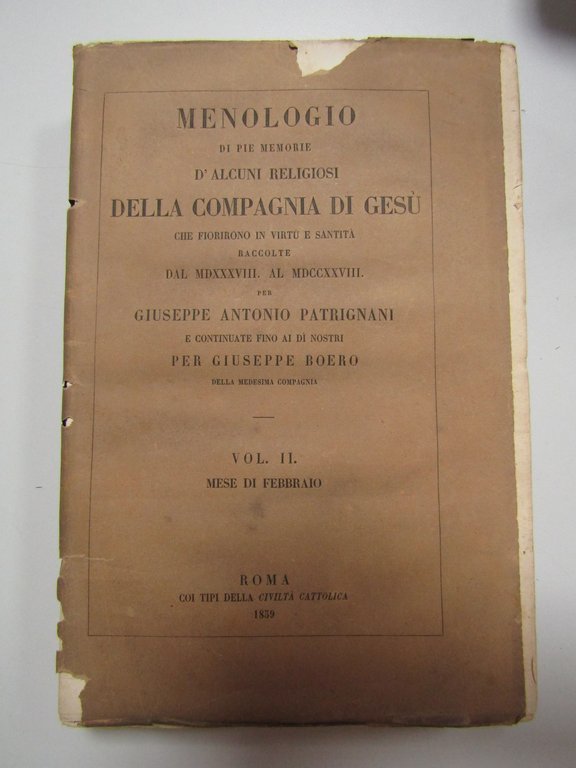 MENOLOGIO
DI PIE MEMORIE
D'ALCUNI RELIGIOSI
DELLA COMPAGNIA DI GESÙ
CHE FIORIRONO IN VIRTÙ E SANTITÀ
RACCOLTE
DAL MDXXXVIII. AL MDCCXXVIII.
PER
GIUSEPPE ANTONIO PATRIGNANI
E CONTINUATE FINO AI DÌ NOSTRI
PER GIUSEPPE BOERO
DELLA MEDESIMA COMPAGNIA
VOL. II.
MESE DI FEBBRAIO
ROMA
COI TIPI DELLA CIVILTÀ CATTOLICA
1859